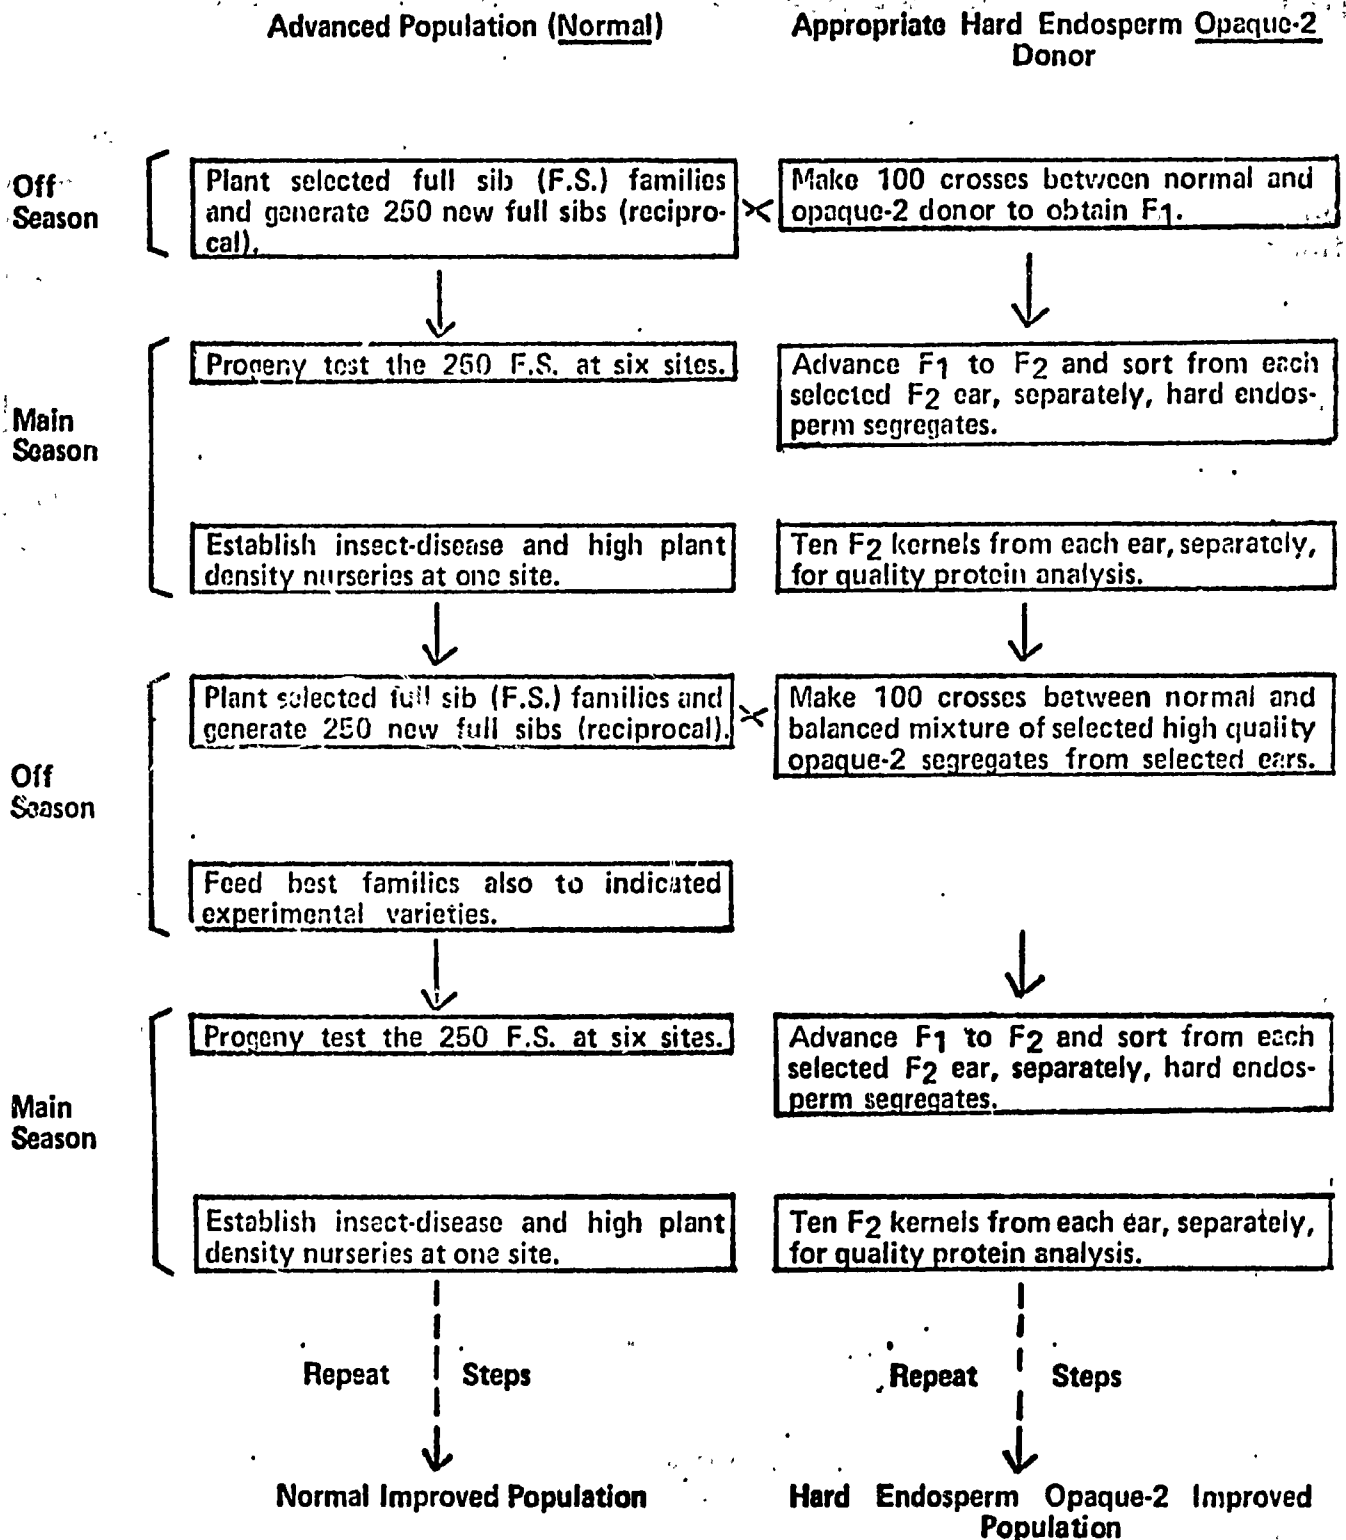 Advanced Population (Normal)
Appropriate Hard Endosperm Opaque-2
Donor
Off
Season
Plant selected full sib (F.S.) families
and generate 250 new full sibs (recipro-
cal).
Make 100 crosses between normal and
opaque-2 donor to obtain F1.
Main
Season
Progeny test the 250 F.S. at six sites.
Advance F1 to F2 and sort from each
selected F2 ear, separately, hard endos-
perm segregates.
Establish insect-disease and high plant
density nurseries at one site.
Ten F2 kernels from each ear, separately,
for quality protein analysis.
Off
Season
Plant selected full sib (F.S.) families and
generate 250 new full sibs (reciprocal).
Make 100 crosses between normal and
balanced mixture of selected high quality
opaque-2 segregates from selected ears.
Feed best families also to indicated
experimental varieties.
Main
Season
Progeny test the 250 F.S. at six sites.
Advance F1 to F2 and sort from each
selected F2 ear, separately, hard endos-
perm segregates.
Establish insect-disease and high plant
density nurseries at one site.
Ten F2 kernels from each ear, separately,
for quality protein analysis.
Repeat Steps
Repeat Steps
Normal Improved Population
Hard Endosperm Opaque-2 Improved
Population